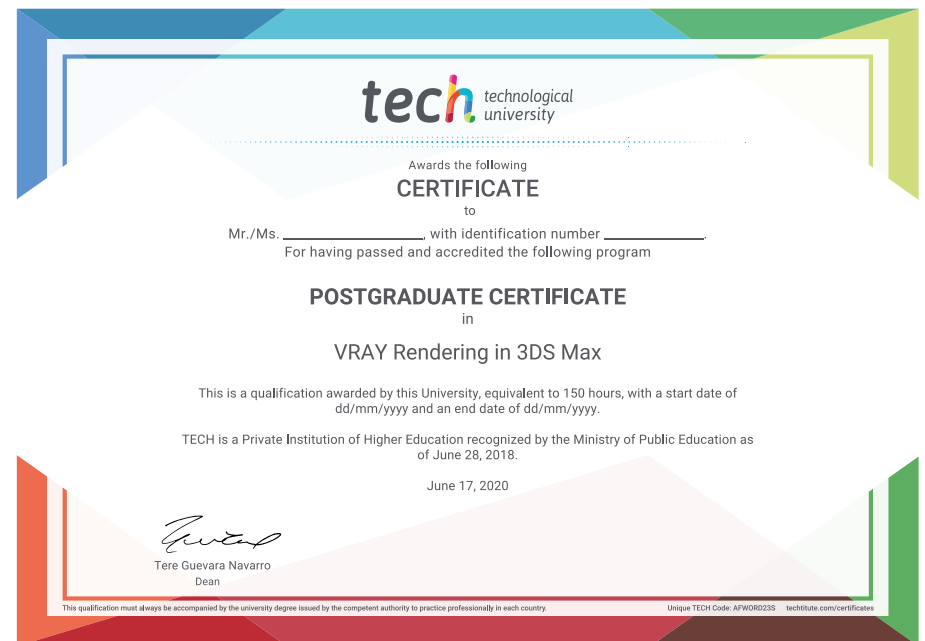 tech technological
university
Awards the following
CERTIFICATE
to
Mr./Ms. ____________, with identification number ____________.
For having passed and accredited the following program
POSTGRADUATE CERTIFICATE
in
VRAY Rendering in 3DS Max
This is a qualification awarded by this University, equivalent to 150 hours, with a start date of
dd/mm/yyyy and an end date of dd/mm/yyyy.
TECH is a Private Institution of Higher Education recognized by the Ministry of Public Education as
of June 28, 2018.
June 17, 2020
Tere Guevara Navarro
Dean
This qualification must always be accompanied by the university degree issued by the competent authority to practice professionally in each country. Unique TECH Code: AFWORD23S techtitute.com/certificates